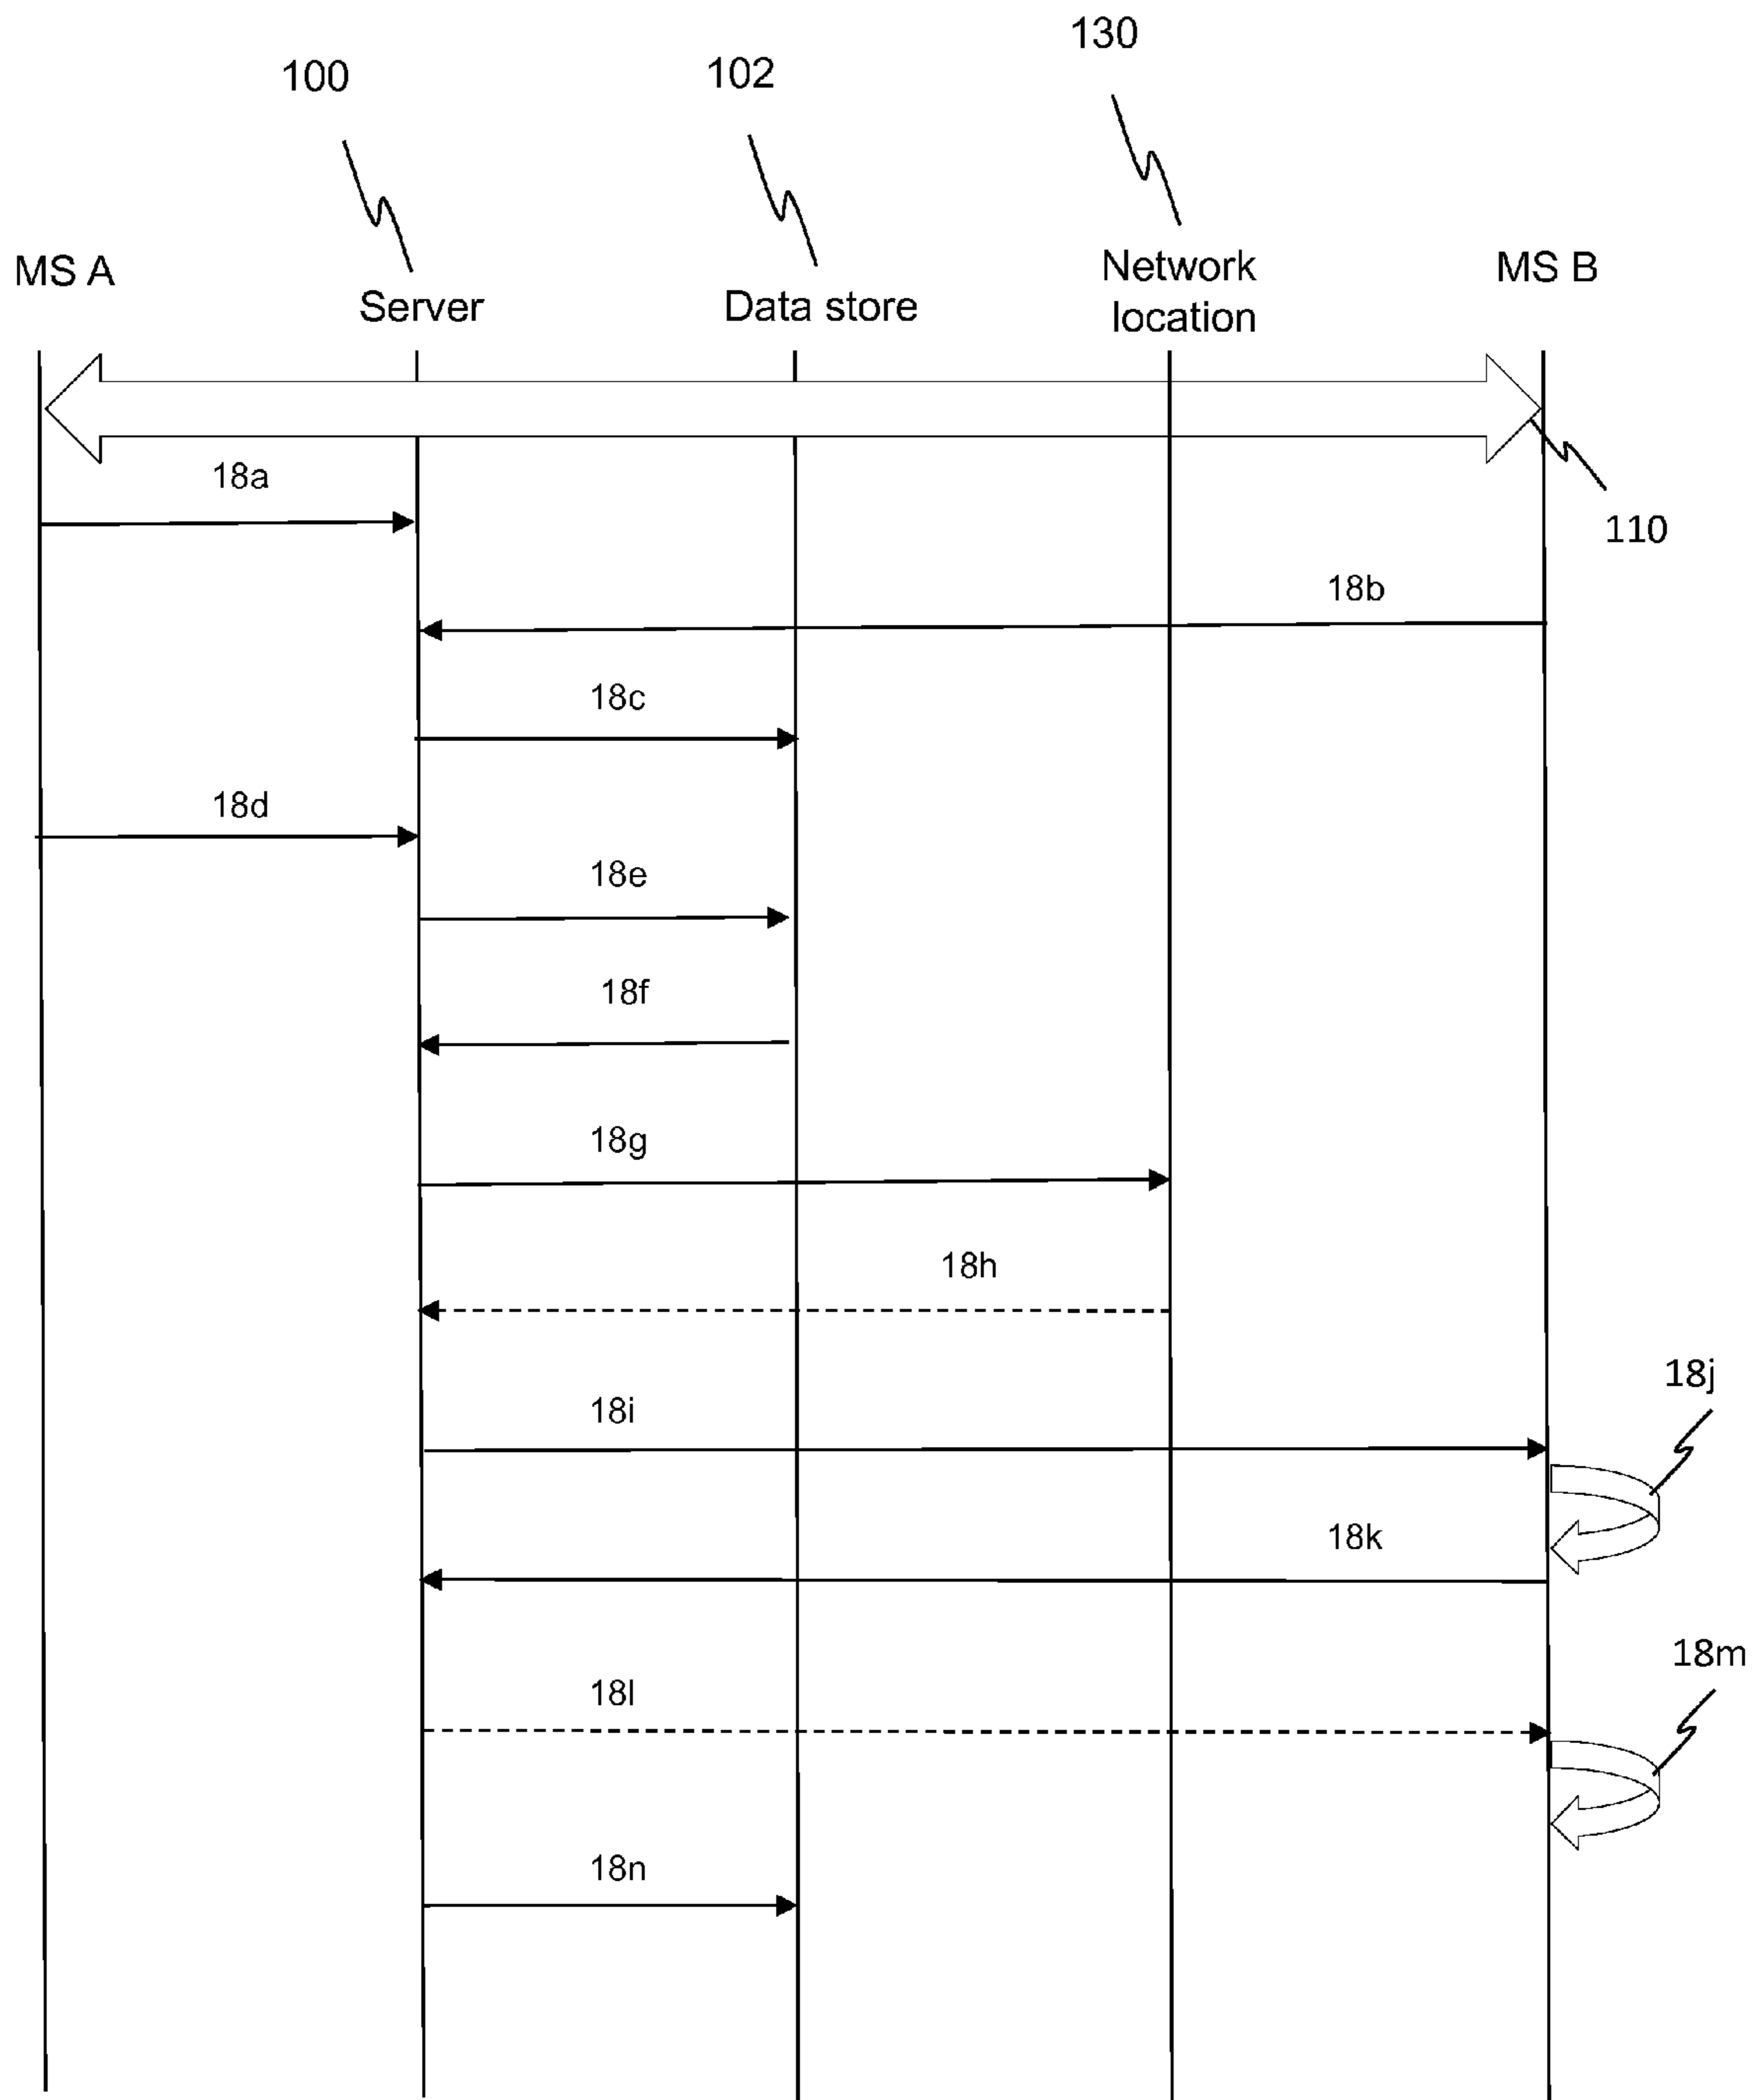 130
100
102
MS A
Server
Data store
Network
location
MS B
18a
110
18b
18c
18d
18e
18f
18g
18h
18j
18i
18k
18m
18l
18n